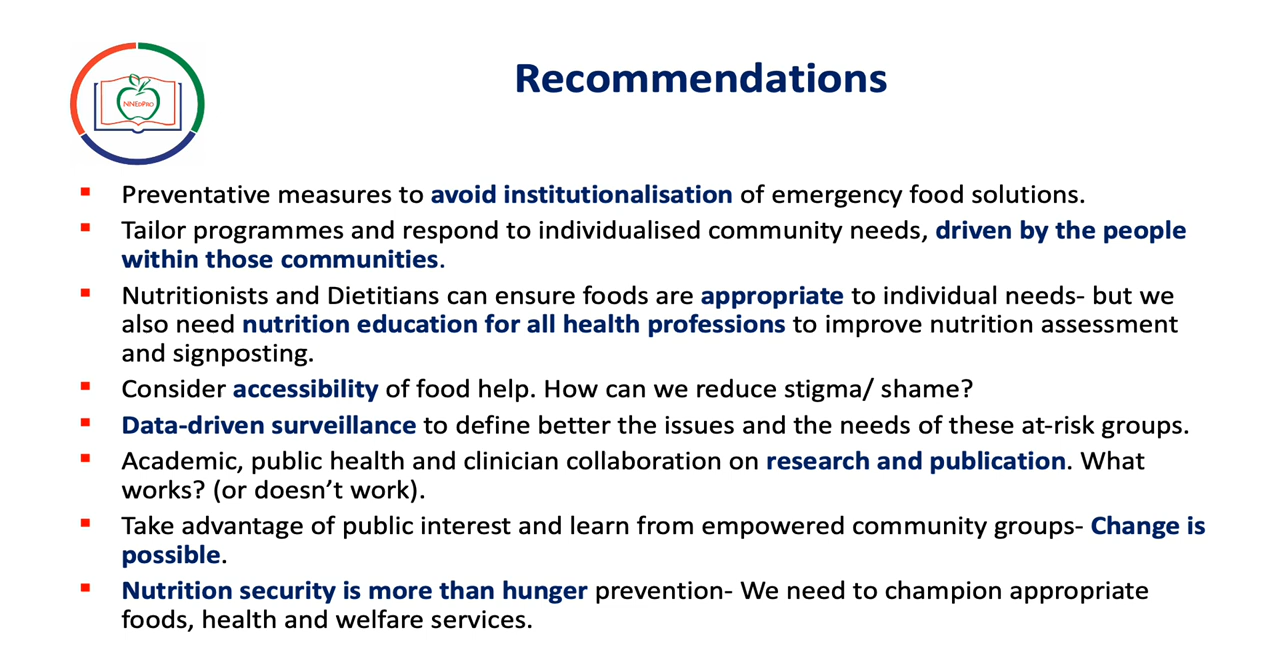 NNEdPro
Recommendations
Preventative measures to avoid institutionalisation of emergency food solutions.
Tailor programmes and respond to individualised community needs, driven by the people
within those communities.
Nutritionists and Dietitians can ensure foods are appropriate to individual needs- but we
also need nutrition education for all health professions to improve nutrition assessment
and signposting.
Consider accessibility of food help. How can we reduce stigma/ shame?
Data-driven surveillance to define better the issues and the needs of these at-risk groups.
Academic, public health and clinician collaboration on research and publication. What
works? (or doesn’t work).
Take advantage of public interest and learn from empowered community groups- Change is
possible.
Nutrition security is more than hunger prevention- We need to champion appropriate
foods, health and welfare services.